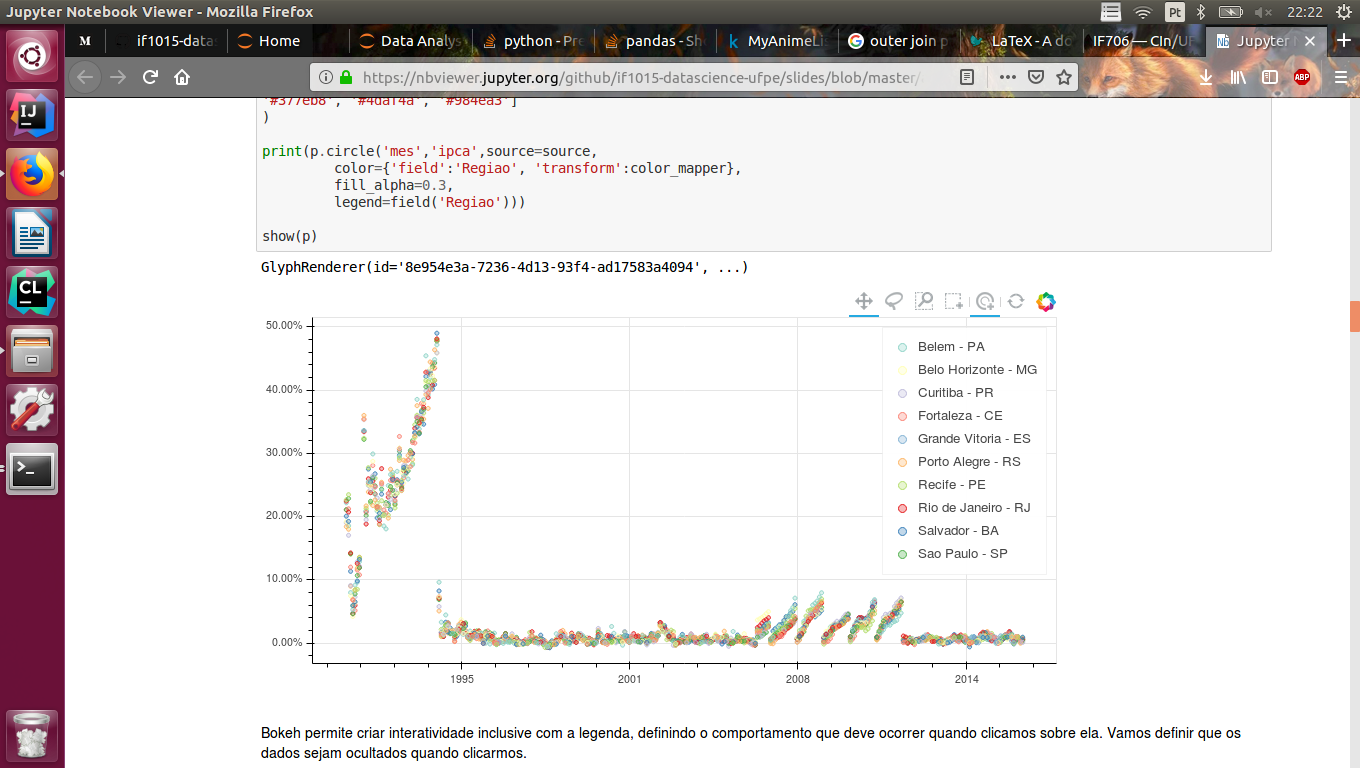 Jupyter Notebook Viewer - Mozilla Firefox
Pt
22:22
M
if1015-datas
Home
Data Analys
python - Pre
pandas - Sh
MyAnimeLi
outer join p
LaTeX - A do
IF706 — CIn/UF
Jupyter
https://nbviewer.jupyter.org/github/if1015-datascience-ufpe/slides/blob/master/
ABP
'#377eb8', '#4daf4a', '#984ea3']
)
print(p.circle('mes','ipca',source=source,
color={'field':'Regiao', 'transform':color_mapper},
fill_alpha=0.3,
legend=field('Regiao')))
show(p)
GlyphRenderer(id='8e954e3a-7236-4d13-93f4-ad17583a4094', ...)
50.00%
40.00%
30.00%
20.00%
10.00%
0.00%
Belem - PA
Belo Horizonte - MG
Curitiba - PR
Fortaleza - CE
Grande Vitoria - ES
Porto Alegre - RS
Recife - PE
Rio de Janeiro - RJ
Salvador - BA
Sao Paulo - SP
1995
2001
2008
2014
Bokeh permite criar interatividade inclusive com a legenda, definindo o comportamento que deve ocorrer quando clicamos sobre ela. Vamos definir que os
dados sejam ocultados quando clicarmos.
IJ
CL
>_